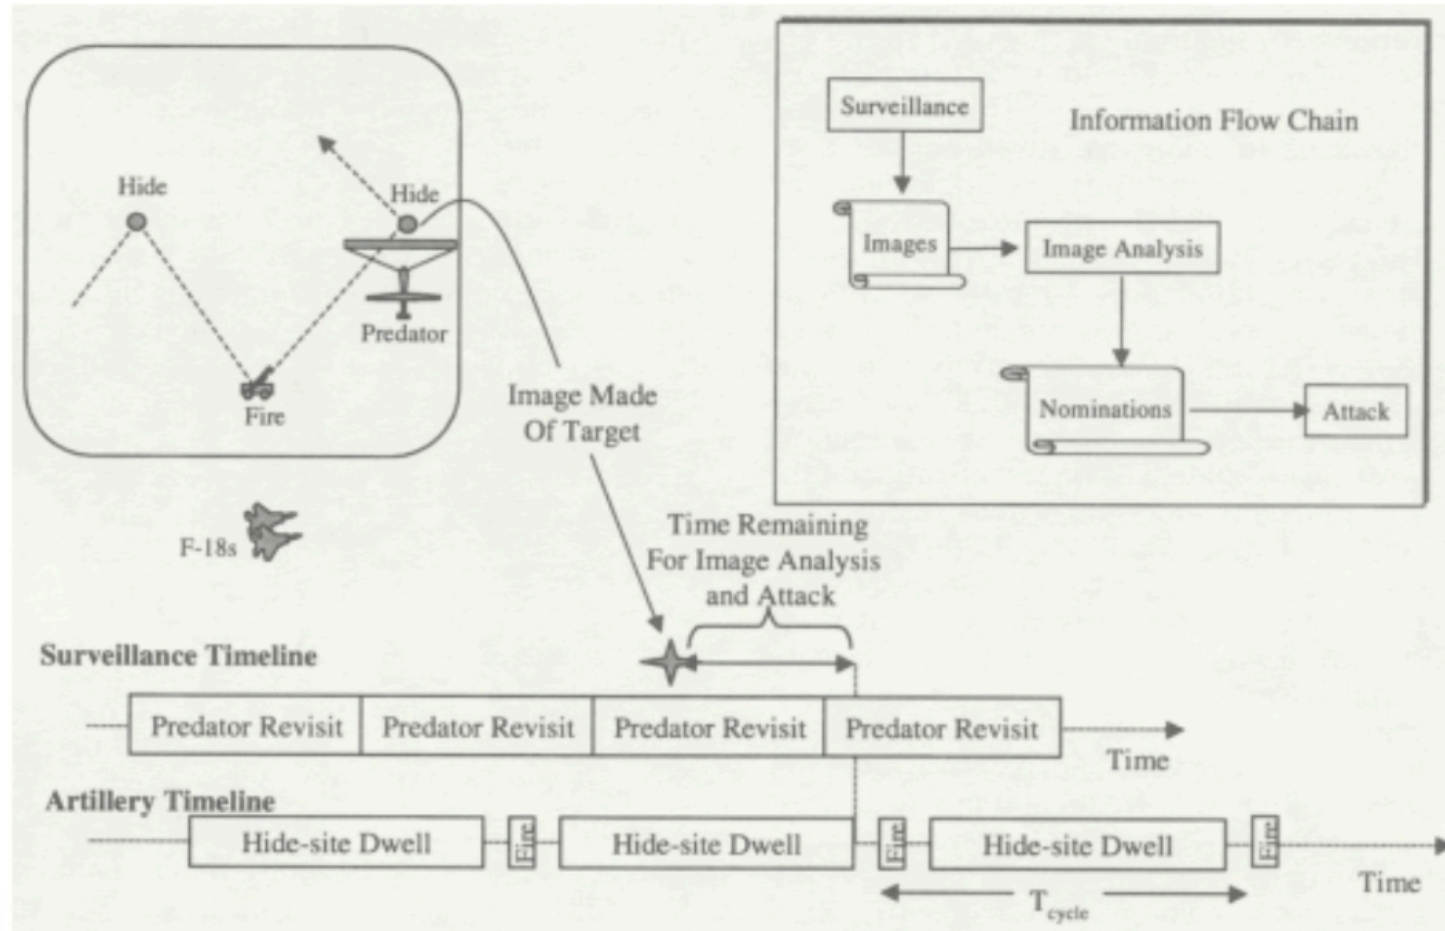 Hide
Hide
Predator
Fire
F-18s
Image Made
Of Target
Surveillance
Information Flow Chain
Images
Image Analysis
Nominations
Attack
Time Remaining
For Image Analysis
and Attack
Surveillance Timeline
Predator Revisit
Predator Revisit
Predator Revisit
Predator Revisit
Time
Artillery Timeline
Hide-site Dwell
Fire
Hide-site Dwell
Fire
Hide-site Dwell
Fire
Time
Tcycle